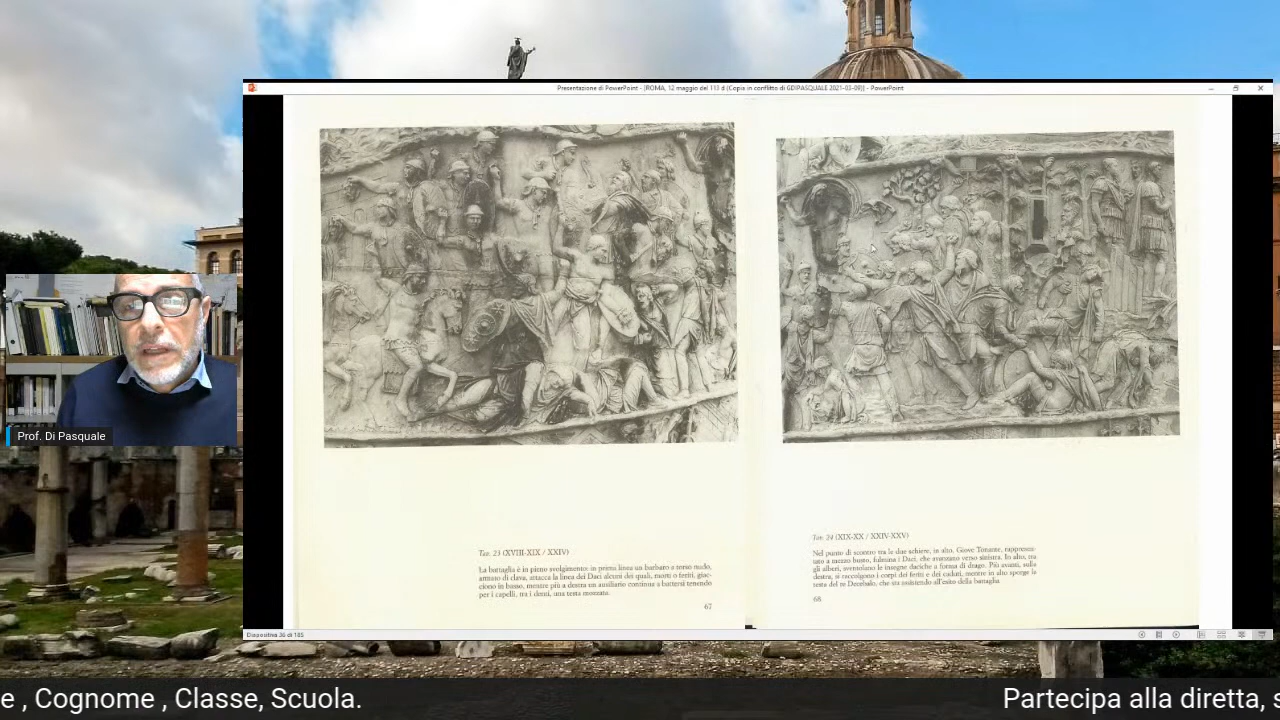 Presentazione di PowerPoint - [ROMA, 12 maggio del 113 d (Copia in conflitto di GDIPASQUALE 2021-03-09)] - PowerPoint
Prof. Di Pasquale
Tav. 23 (XVIII-XIX / XXIV)
La battaglia è in pieno svolgimento: in prima linea un barbaro a torso nudo,
armato di clava, attacca la linea dei Daci alcuni dei quali, morti o feriti, giac-
ciono in basso, mentre più a destra un ausiliario continua a battersi tenendo
per i capelli, tra i denti, una testa mozzata.
67
Tav. 24 (XIX-XX / XXIV-XXV)
Nel punto di scontro tra le due schiere, in alto, Giove Tonante, rappresen-
tato a mezzo busto, fulmina i Daci, che avanzano verso sinistra. In alto, tra
gli alberi, sventolano le insegne daciche a forma di drago. Più avanti, sulla
destra, si raccolgono i corpi dei feriti e dei caduti, mentre in alto sporge la
testa del re Decebalo, che sta assistendo all'esito della battaglia.
68
Diapositiva 36 di 185
e , Cognome , Classe, Scuola.
Partecipa alla diretta, s